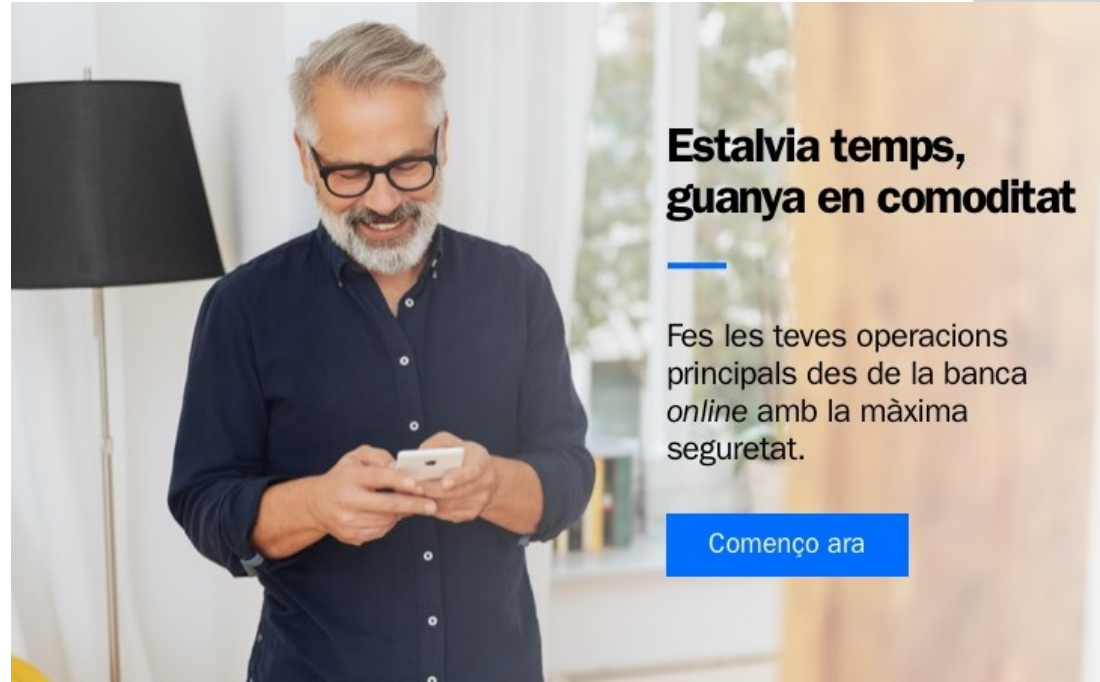 Estalvia temps,
guanya en comoditat
Fes les teves operacions
principals des de la banca
online amb la màxima
seguretat.
Començo ara